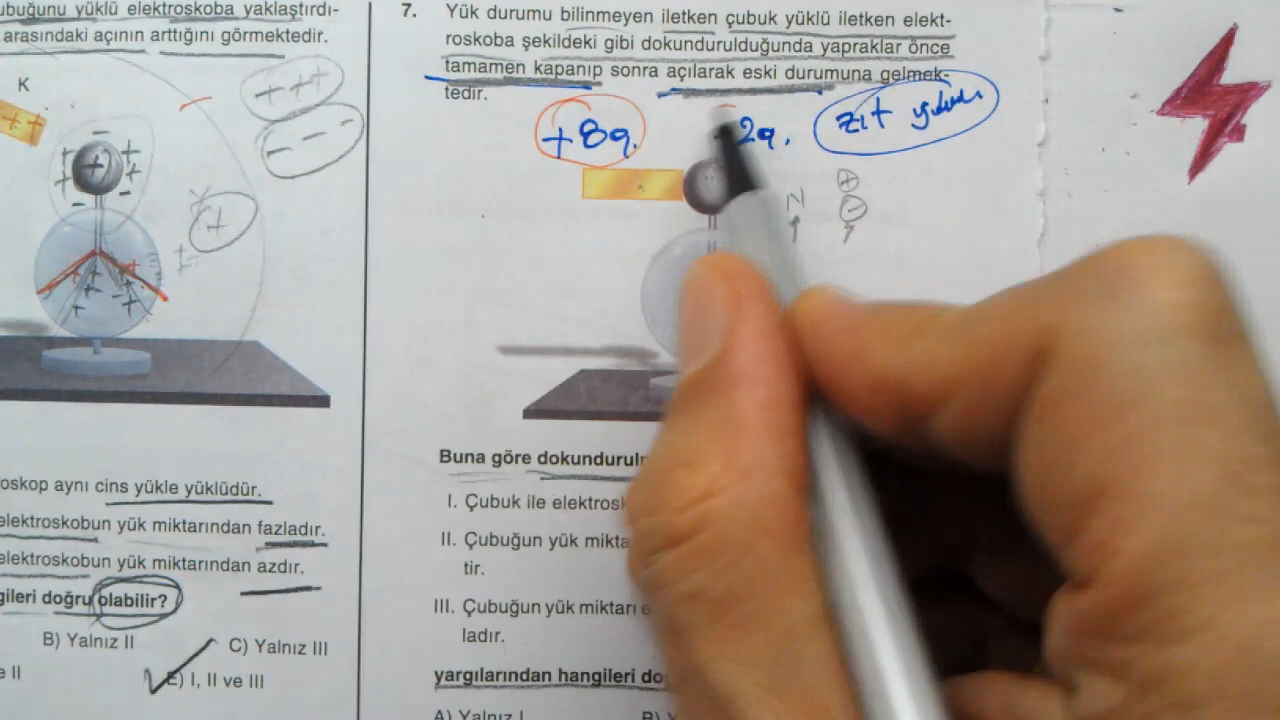 ubuğunu yüklü elektroskoba yaklaştırdı-
arasındaki açının arttığını görmektedir.
K
+ +
+++
---
+
oskop aynı cins yükle yüklüdür.
elektroskobun yük miktarından fazladır.
elektroskobun yük miktarından azdır.
gileri doğru olabilir?
B) Yalnız II
C) Yalnız III
e II
E) I, II ve III
7. Yük durumu bilinmeyen iletken çubuk yüklü iletken elekt-
roskoba şekildeki gibi dokundurulduğunda yapraklar önce
tamamen kapanıp sonra açılarak eski durumuna gelmek-
tedir.
+8q. 2q. zıt yüklü
N + -
Buna göre dokundurul
I. Çubuk ile elektrosk
II. Çubuğun yük mikta
tir.
III. Çubuğun yük miktarı e
ladır.
yargılarından hangileri do
A) Yalnız I